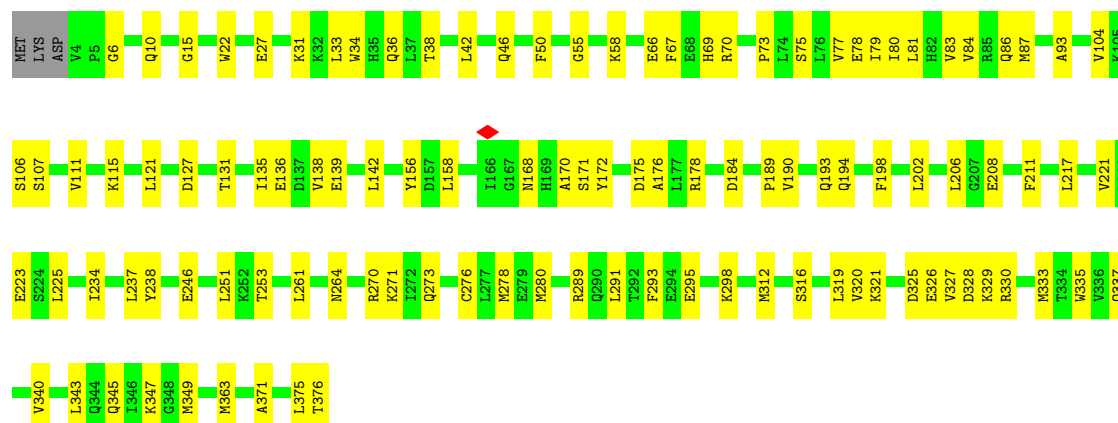 MET LYS ASP V4 P5 G6 Q10 G15 W22 E27 K31 K32 L33 W34 H35 Q36 L37 T38 L42 Q46 F50 G55 K58 E66 F67 E68 H69 R70 P73 L74 S75 L76 V77 E78 I79 I80 L81 H82 V83 V84 R85 Q86 M87 A93 V104 K105
S106 S107 V111 K115 L121 D127 T131 I135 E136 D137 V138 E139 L142 Y156 D157 L158 I166 G167 N168 H169 A170 S171 Y172 D175 A176 L177 R178 D184 P189 V190 Q193 Q194 F198 L202 L206 G207 E208 F211 L217 V221
E223 S224 L225 I234 L237 Y238 E246 L251 K252 T253 L261 N264 R270 K271 I272 Q273 C276 L277 M278 E279 M280 R289 Q290 L291 T292 F293 E294 E295 K298 M312 S316 L319 V320 K321 D325 E326 V327 D328 K329 R330 M333 T334 W335 V336 Q337
V340 L343 Q344 Q345 I346 K347 G348 M349 M363 A371 L375 T376